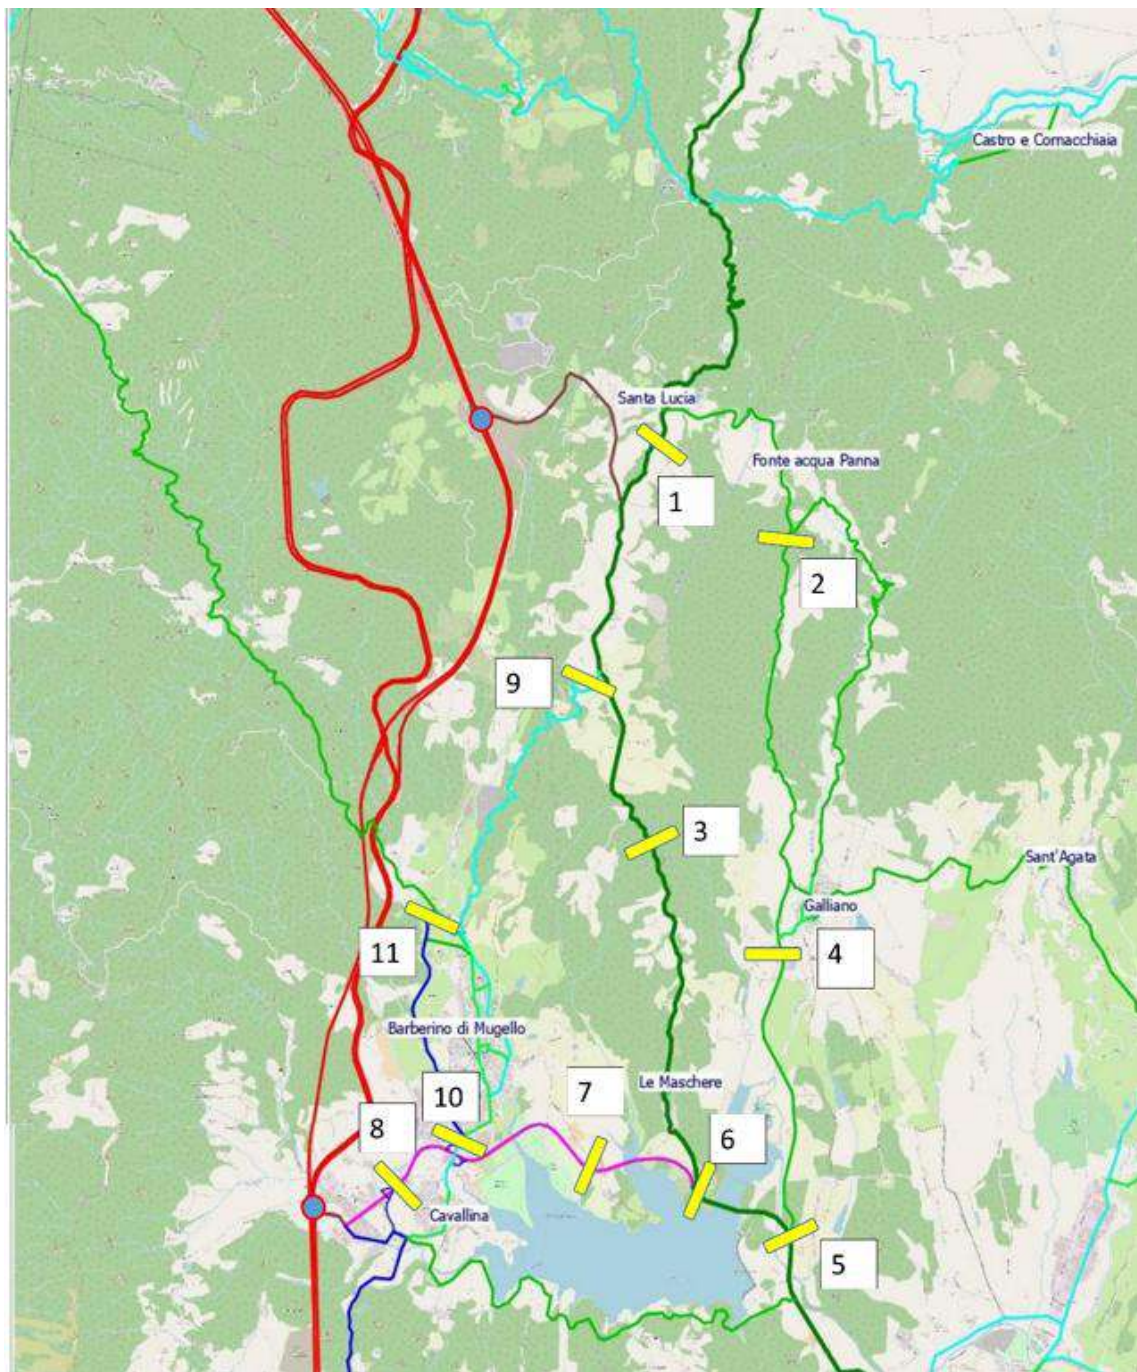 Castro e Cornacchiaia
Santa Lucia
Fonte acqua Panna
1
2
9
3
Sant'Agata
Galliano
11
4
Barberino di Mugello
Le Maschere
10
7
8
6
Cavallina
5